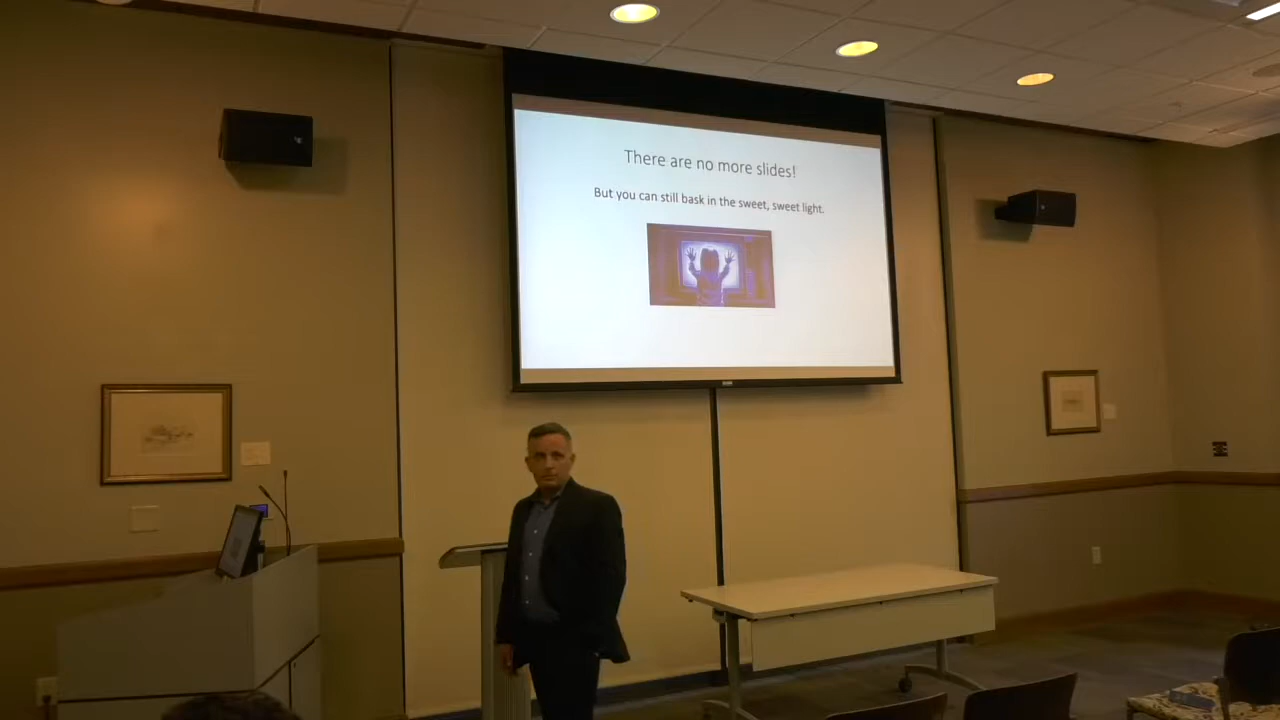 There are no more slides!
But you can still bask in the sweet, sweet light.